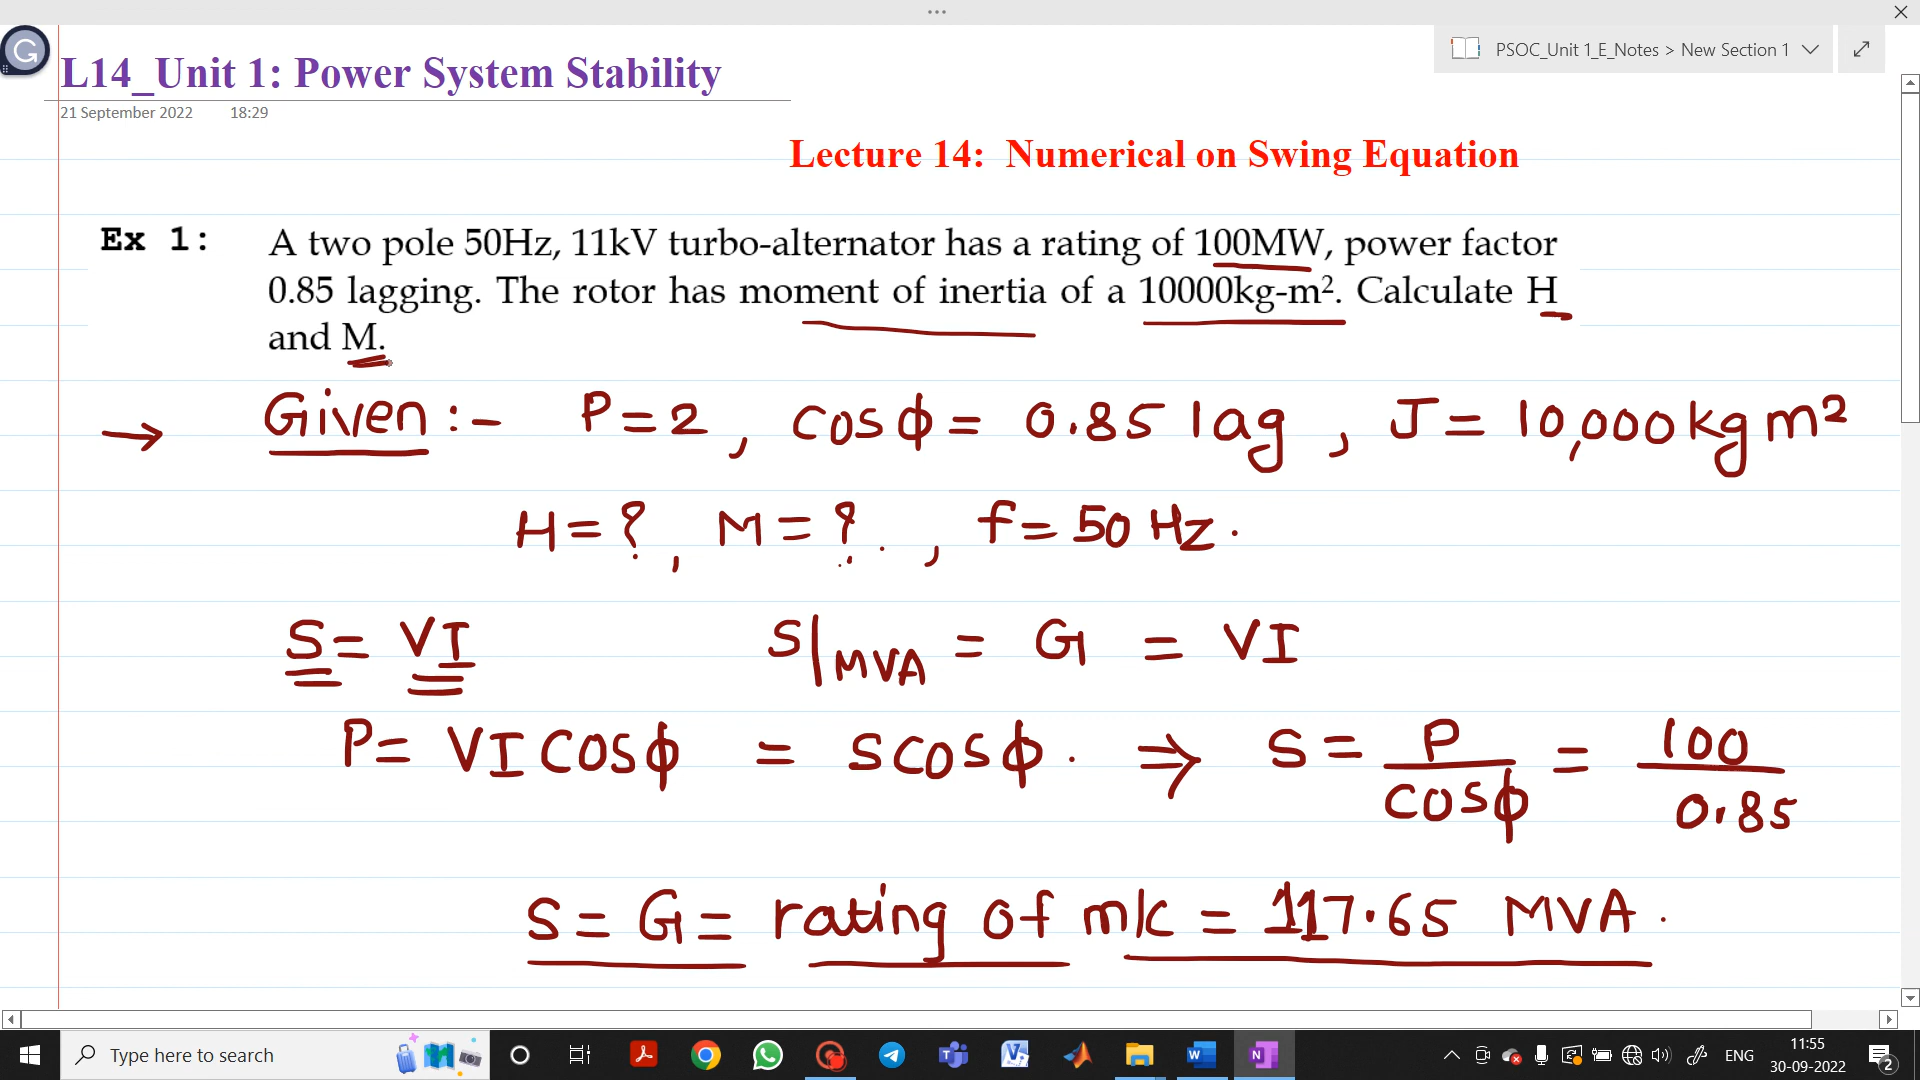 PSOC_Unit 1_E_Notes > New Section 1
L14_Unit 1: Power System Stability
21 September 2022 18:29
Lecture 14: Numerical on Swing Equation
Ex 1: A two pole 50Hz, 11kV turbo-alternator has a rating of 100MW, power factor
0.85 lagging. The rotor has moment of inertia of a 10000kg-m². Calculate H
and M.
→ Given :- P = 2, cosϕ = 0.85 lag, J = 10,000 kg m²
H = ?, M = ?, f = 50 Hz.
S = VI S|MVA = G = VI
P = VI cosϕ = S cosϕ. ⇒ S = P/cosϕ = 100/0.85
S = G = rating of m/c = 117.65 MVA.
Type here to search
ENG
11:55
30-09-2022
2